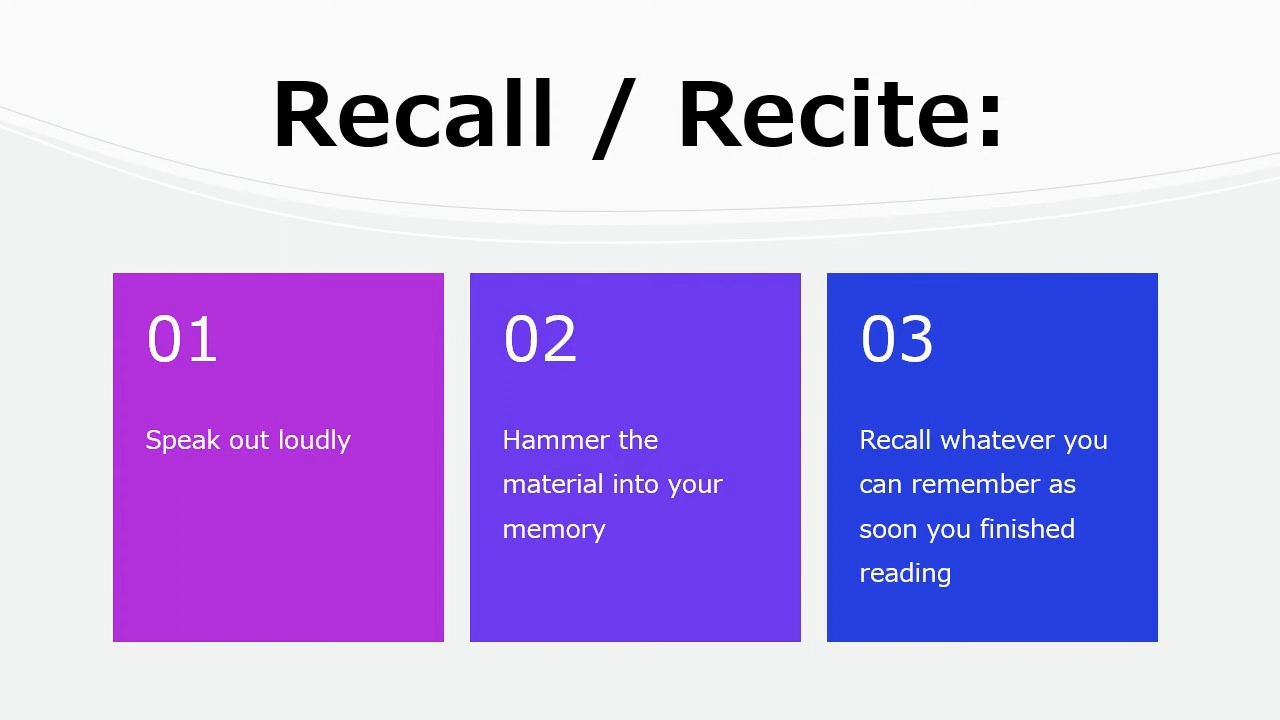 Recall / Recite:
01
Speak out loudly
02
Hammer the
material into your
memory
03
Recall whatever you
can remember as
soon you finished
reading